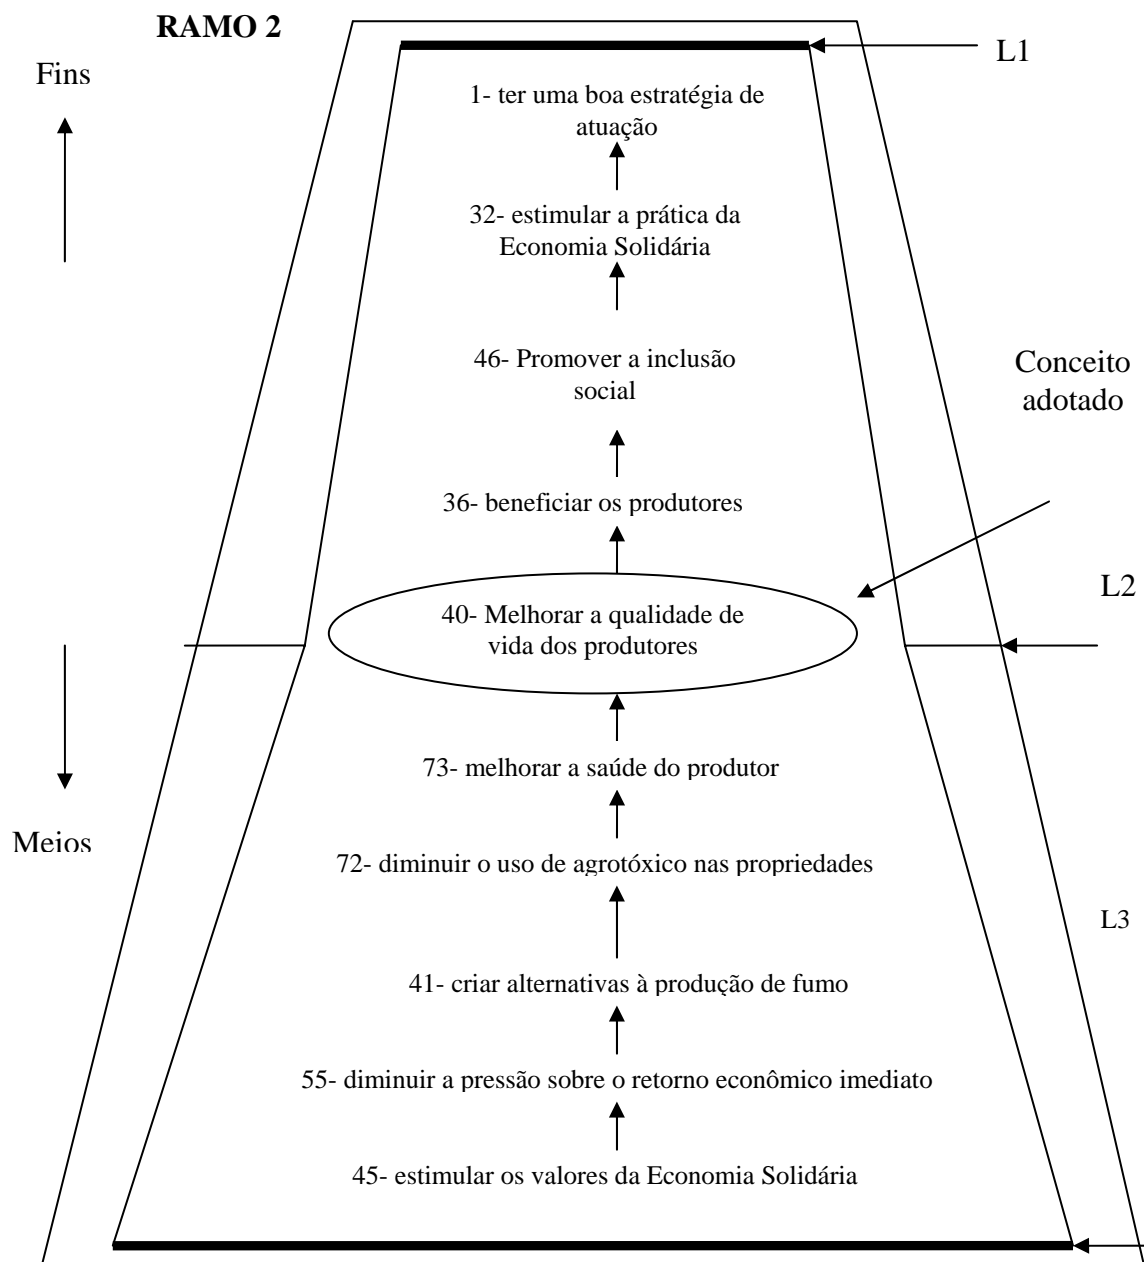 RAMO 2
L1
Fins
1- ter uma boa estratégia de
atuação
32- estimular a prática da
Economia Solidária
46- Promover a inclusão
social
Conceito
adotado
36- beneficiar os produtores
L2
40- Melhorar a qualidade de
vida dos produtores
73- melhorar a saúde do produtor
Meios
72- diminuir o uso de agrotóxico nas propriedades
L3
41- criar alternativas à produção de fumo
55- diminuir a pressão sobre o retorno econômico imediato
45- estimular os valores da Economia Solidária